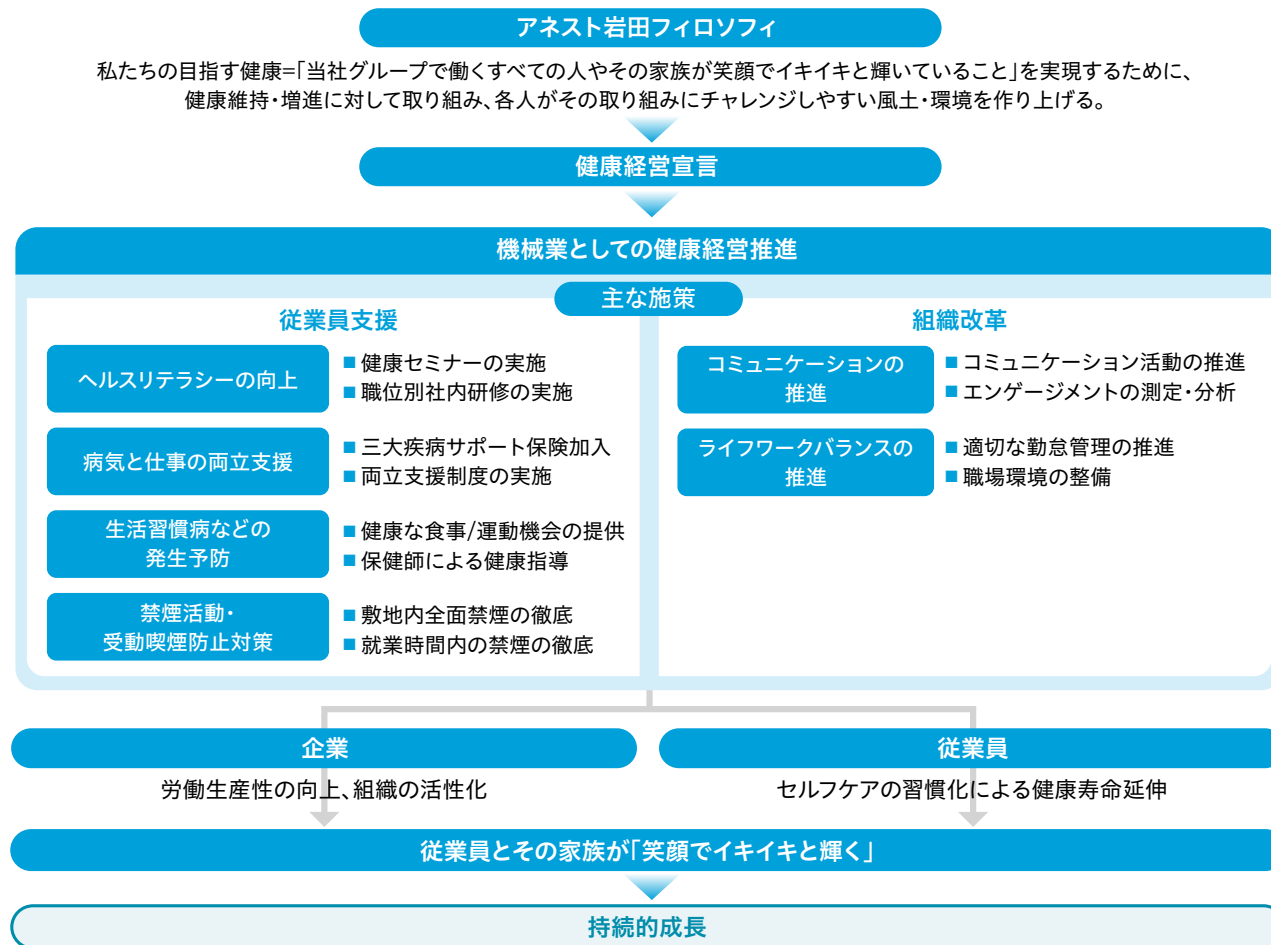 アネスト岩田フィロソフィ
私たちの目指す健康=｢当社グループで働くすべての人やその家族が笑顔でイキイキと輝いていること｣を実現するために、
健康維持･増進に対して取り組み、各人がその取り組みにチャレンジしやすい風土･環境を作り上げる。
健康経営宣言
機械業としての健康経営推進
主な施策
従業員支援
ヘルスリテラシーの向上
■ 健康セミナーの実施
■ 職位別社内研修の実施
病気と仕事の両立支援
■ 三大疾病サポート保険加入
■ 両立支援制度の実施
生活習慣病などの
発生予防
■ 健康な食事/運動機会の提供
■ 保健師による健康指導
禁煙活動･
受動喫煙防止対策
■ 敷地内全面禁煙の徹底
■ 就業時間内の禁煙の徹底
組織改革
コミュニケーションの
推進
■ コミュニケーション活動の推進
■ エンゲージメントの測定･分析
ライフワークバランスの
推進
■ 適切な勤怠管理の推進
■ 職場環境の整備
企業
労働生産性の向上、組織の活性化
従業員
セルフケアの習慣化による健康寿命延伸
従業員とその家族が｢笑顔でイキイキと輝く｣
持続的成長